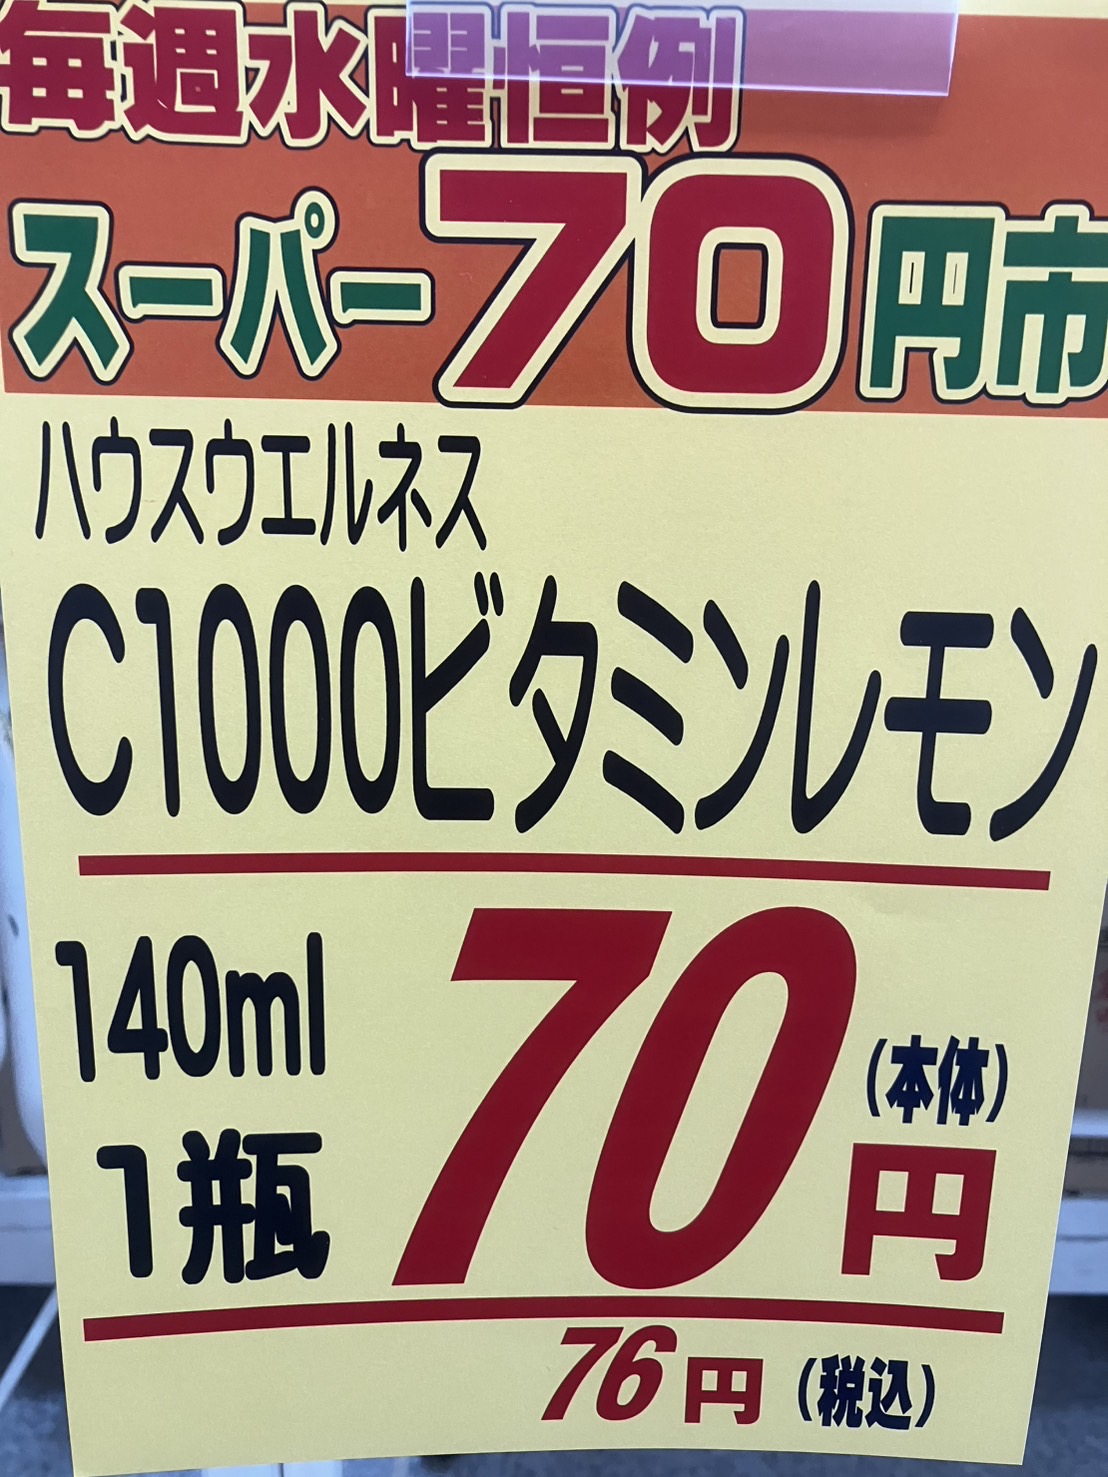 毎週水曜恒例
スーパー70円市
ハウスウエルネス
C1000ビタミンレモン
140ml
1瓶
70円(本体)
76円(税込)